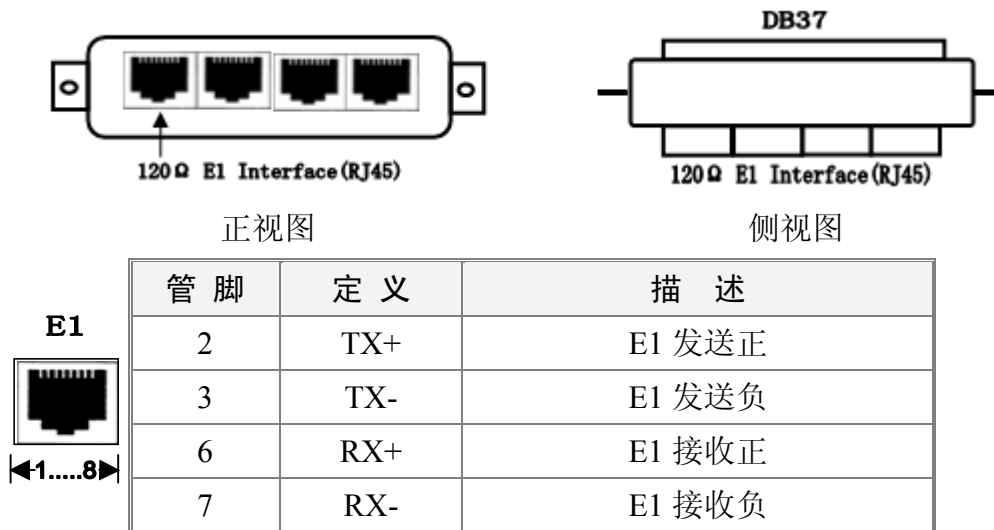 DB37
120Ω E1 Interface(RJ45)
120Ω E1 Interface(RJ45)
正视图
侧视图
管 脚 定 义 描 述
E1
2 TX+ E1 发送正
3 TX- E1 发送负
6 RX+ E1 接收正
7 RX- E1 接收负
1.....8